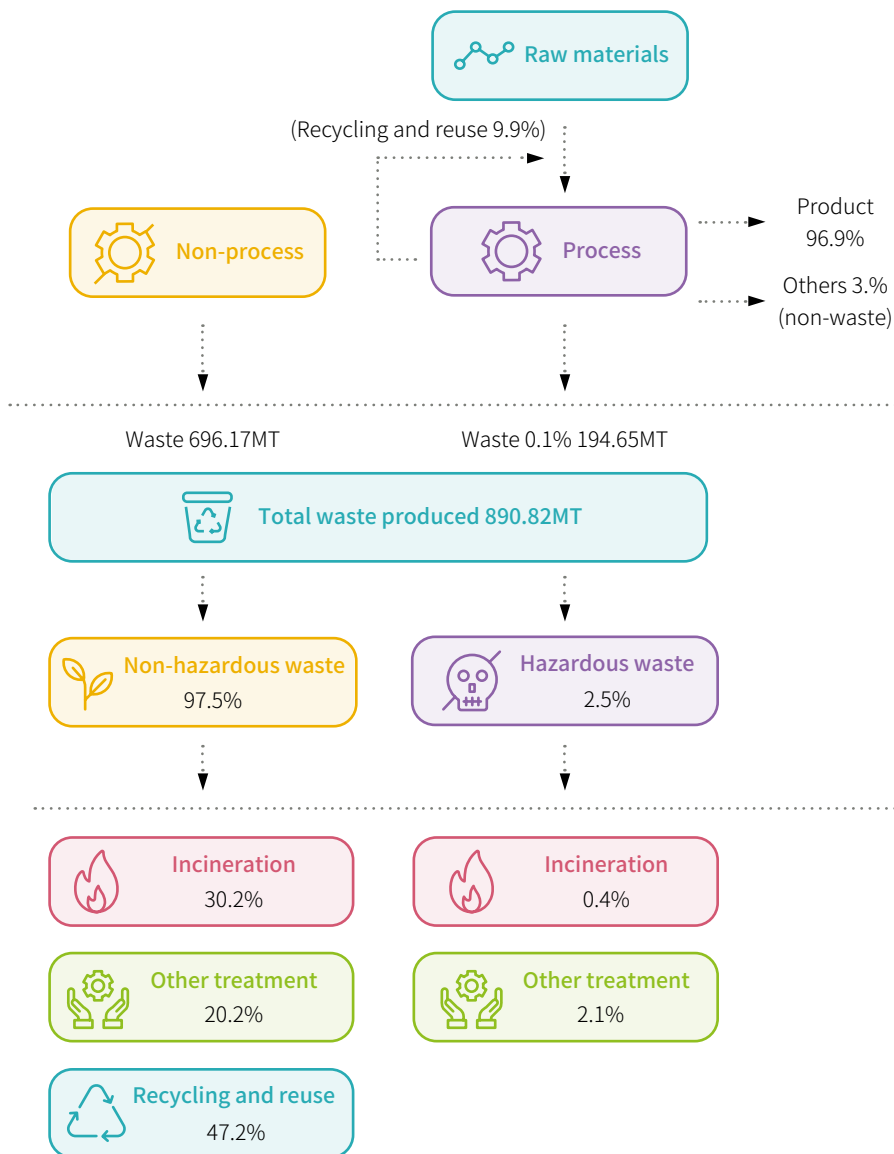 Raw materials
(Recycling and reuse 9.9%)
Non-process
Process
Product
96.9%
Others 3.%
(non-waste)
Waste 696.17MT
Waste 0.1% 194.65MT
Total waste produced 890.82MT
Non-hazardous waste
97.5%
Hazardous waste
2.5%
Incineration
30.2%
Incineration
0.4%
Other treatment
20.2%
Other treatment
2.1%
Recycling and reuse
47.2%